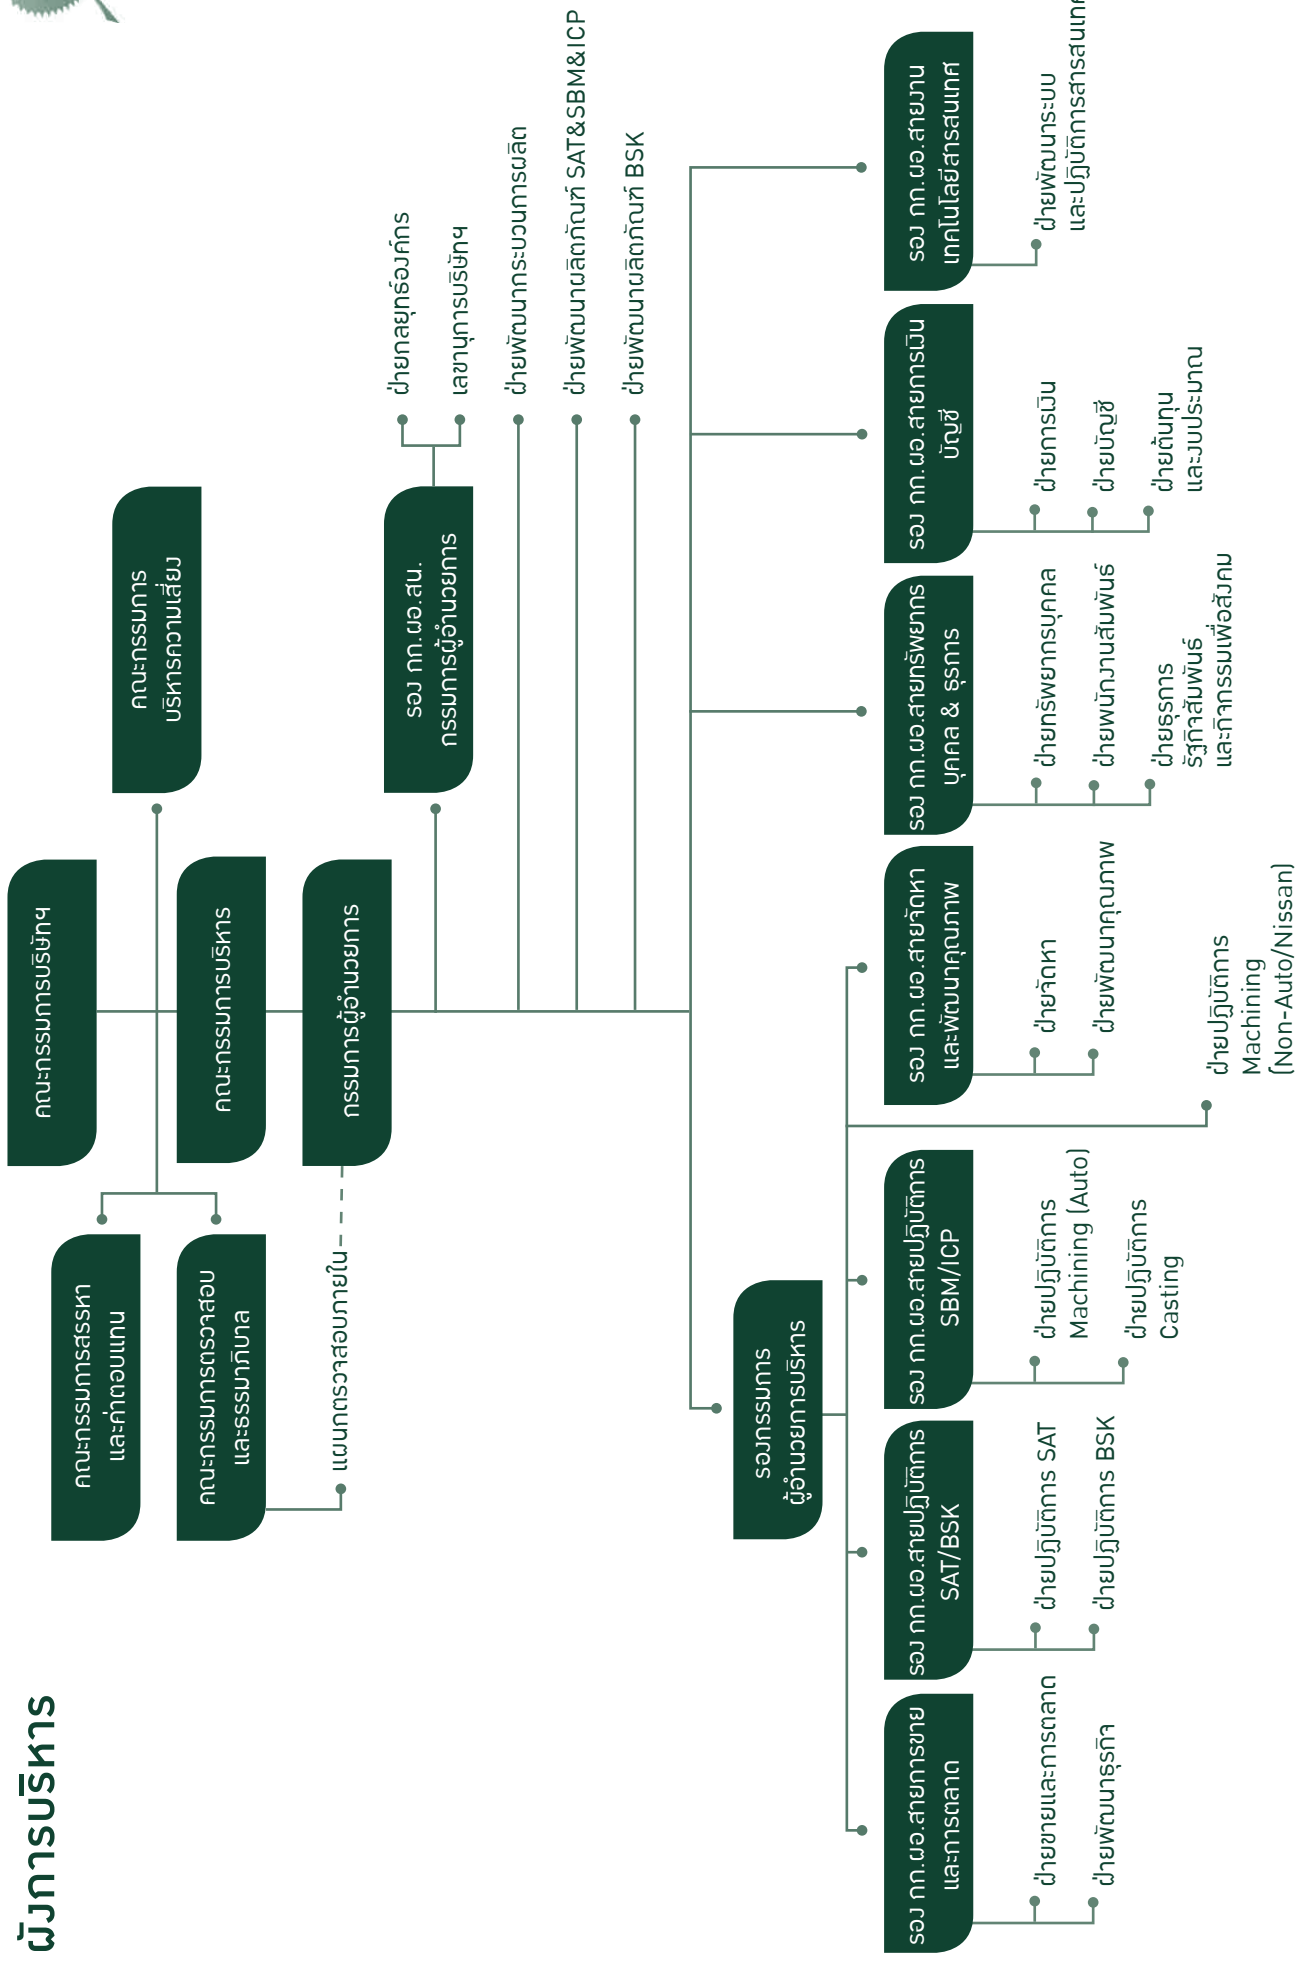 ผังการบริหาร
คณะกรรมการบริษัทฯ
คณะกรรมการสรรหา
และค่าตอบแทน
คณะกรรมการ
บริหารความเสี่ยง
คณะกรรมการตรวจสอบ
และธรรมาภิบาล
คณะกรรมการบริหาร
แผนกตรวจสอบภายใน
กรรมการผู้อำนวยการ
รอง กก.ผอ.สน.
กรรมการผู้อำนวยการ
ฝ่ายกลยุทธ์องค์กร
เลขานุการบริษัทฯ
ฝ่ายพัฒนากระบวนการผลิต
ฝ่ายพัฒนาผลิตภัณฑ์ SAT&SBM&ICP
ฝ่ายพัฒนาผลิตภัณฑ์ BSK
รองกรรมการ
ผู้อำนวยการบริหาร
รอง กก.ผอ.สายการขาย
และการตลาด
ฝ่ายขายและการตลาด
ฝ่ายพัฒนาธุรกิจ
รอง กก.ผอ.สายปฏิบัติการ
SAT/BSK
ฝ่ายปฏิบัติการ SAT
ฝ่ายปฏิบัติการ BSK
รอง กก.ผอ.สายปฏิบัติการ
SBM/ICP
ฝ่ายปฏิบัติการ
Machining (Auto)
ฝ่ายปฏิบัติการ
Casting
ฝ่ายปฏิบัติการ
Machining
(Non-Auto/Nissan)
รอง กก.ผอ.สายจัดหา
และพัฒนาคุณภาพ
ฝ่ายจัดหา
ฝ่ายพัฒนาคุณภาพ
รอง กก.ผอ.สายทรัพยากร
บุคคล & ธุรการ
ฝ่ายทรัพยากรบุคคล
ฝ่ายพนักงานสัมพันธ์
ฝ่ายธุรการ
รัฐกิจสัมพันธ์
และกิจกรรมเพื่อสังคม
รอง กก.ผอ.สายการเงิน
บัญชี
ฝ่ายการเงิน
ฝ่ายบัญชี
ฝ่ายต้นทุน
และงบประมาณ
รอง กก.ผอ.สายงาน
เทคโนโลยีสารสนเทศ
ฝ่ายพัฒนาระบบ
และปฏิบัติการสารสนเทศ